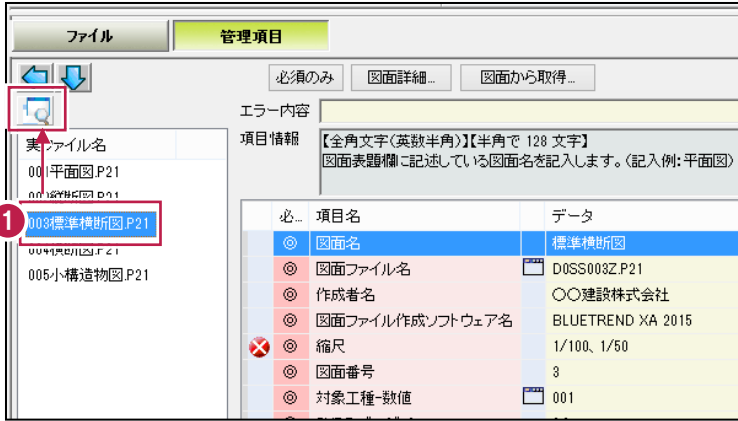 ファイル
管理項目
必須のみ
図面詳細...
図面から取得...
エラー内容
項目情報
【全角文字(英数半角)】【半角で 128 文字】
図面表題欄に記述している図面名を記入します。(記入例:平面図)
実ファイル名
001平面図.P21
1
003標準横断図.P21
004横断図.P21
005小構造物図.P21
必... 項目名 データ
◎ 図面名 標準横断図
◎ 図面ファイル名 D0SS003Z.P21
◎ 作成者名 〇〇建設株式会社
◎ 図面ファイル作成ソフトウェア名 BLUETREND XA 2015
◎ 縮尺 1/100、1/50
◎ 図面番号 3
◎ 対象工種-数値 001